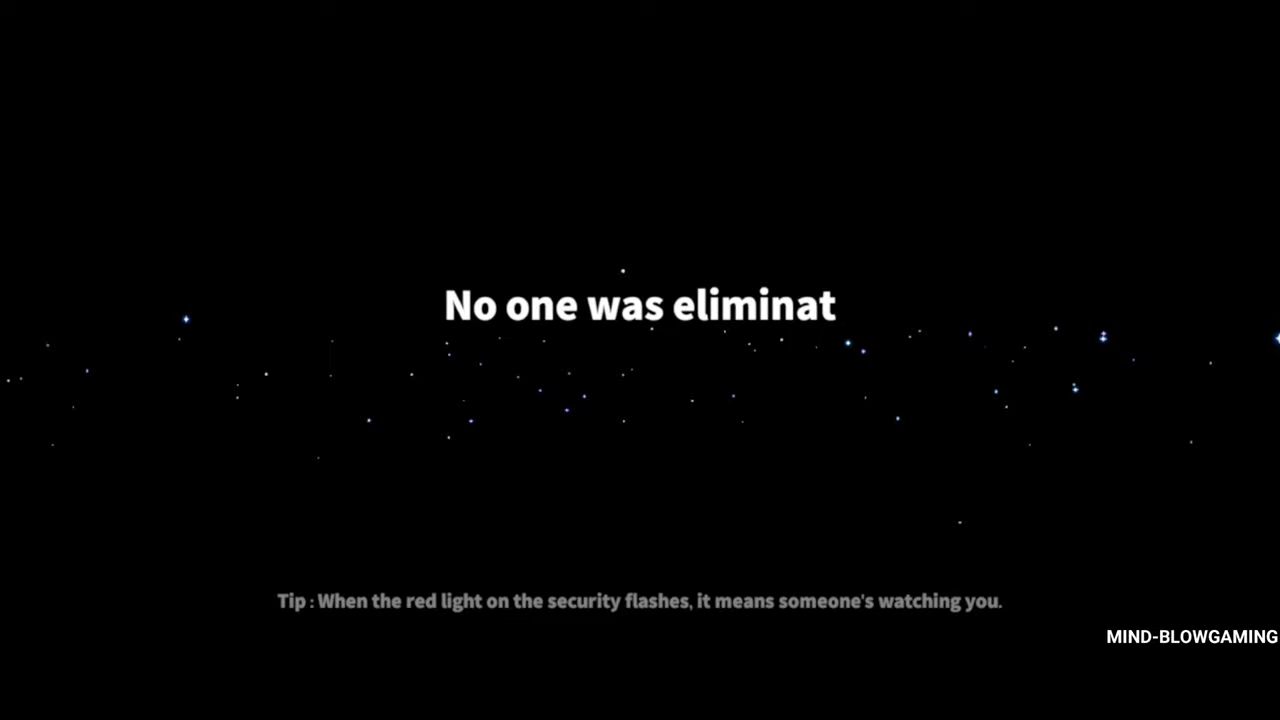 No one was eliminat
Tip : When the red light on the security flashes, it means someone's watching you.
MIND-BLOWGAMING